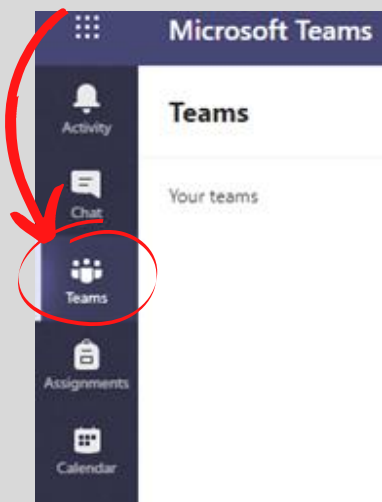 Microsoft Teams
Activity
Teams
Chat
Your teams
Teams
Assignments
Calendar